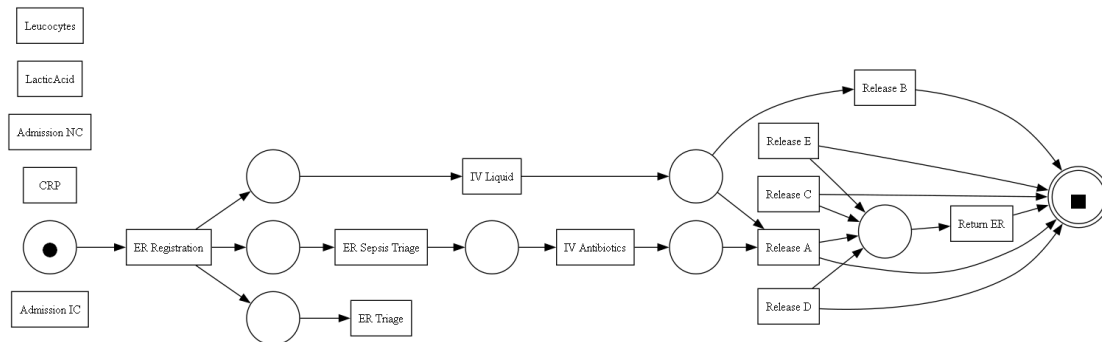 Leucocytes
LacticAcid
Admission NC
CRP
ER Registration
Admission IC
IV Liquid
ER Sepsis Triage
IV Antibiotics
ER Triage
Release B
Release E
Release C
Release A
Release D
Return ER